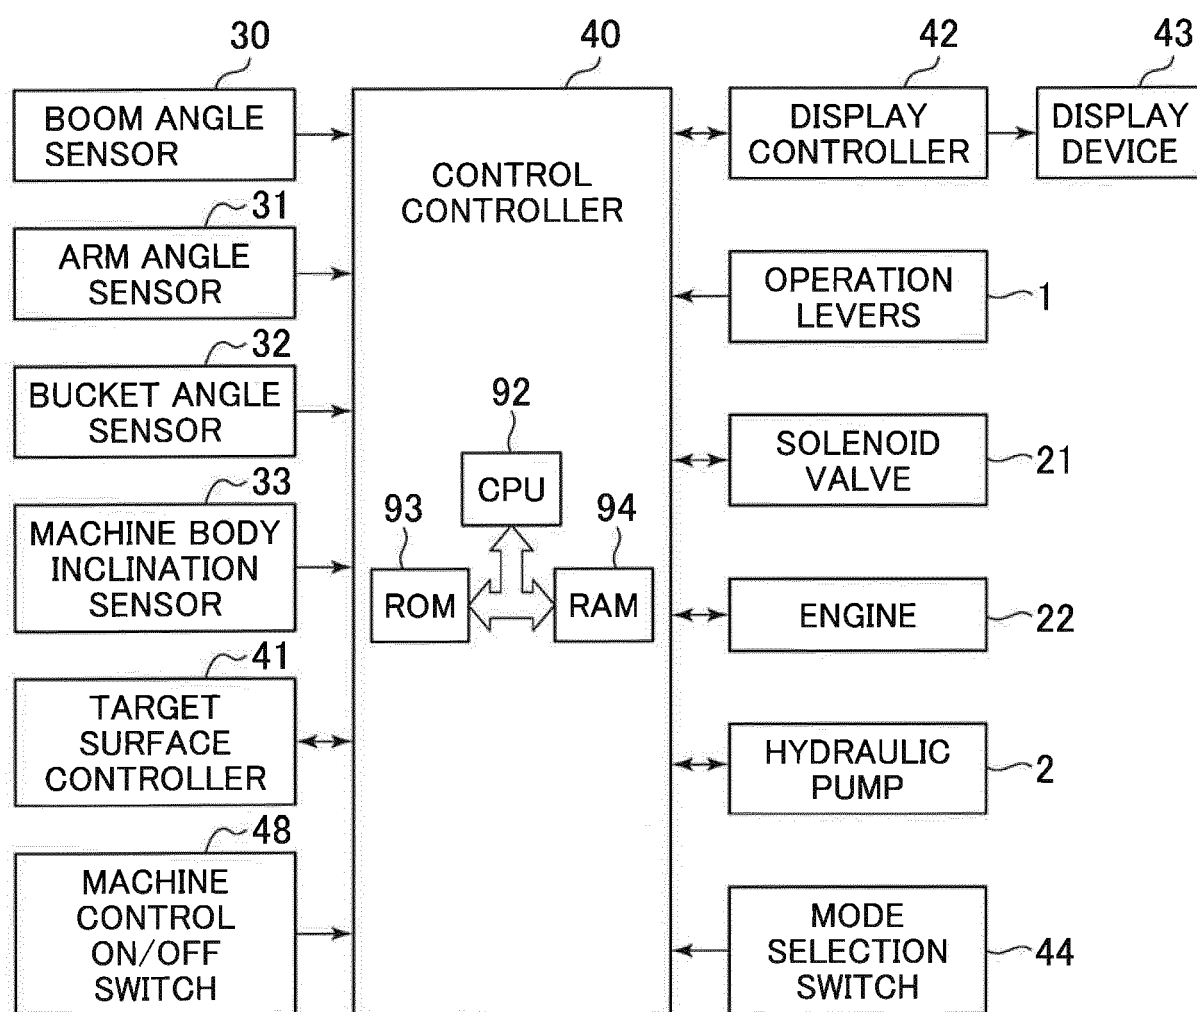 30
40
42
43
BOOM ANGLE
SENSOR
DISPLAY
CONTROLLER
DISPLAY
DEVICE
CONTROL
CONTROLLER
31
ARM ANGLE
SENSOR
OPERATION
LEVERS
1
32
BUCKET ANGLE
SENSOR
92
CPU
SOLENOID
VALVE
21
33
MACHINE BODY
INCLINATION
SENSOR
93
ROM
94
RAM
ENGINE
22
41
TARGET
SURFACE
CONTROLLER
HYDRAULIC
PUMP
2
48
MACHINE
CONTROL
ON/OFF
SWITCH
MODE
SELECTION
SWITCH
44